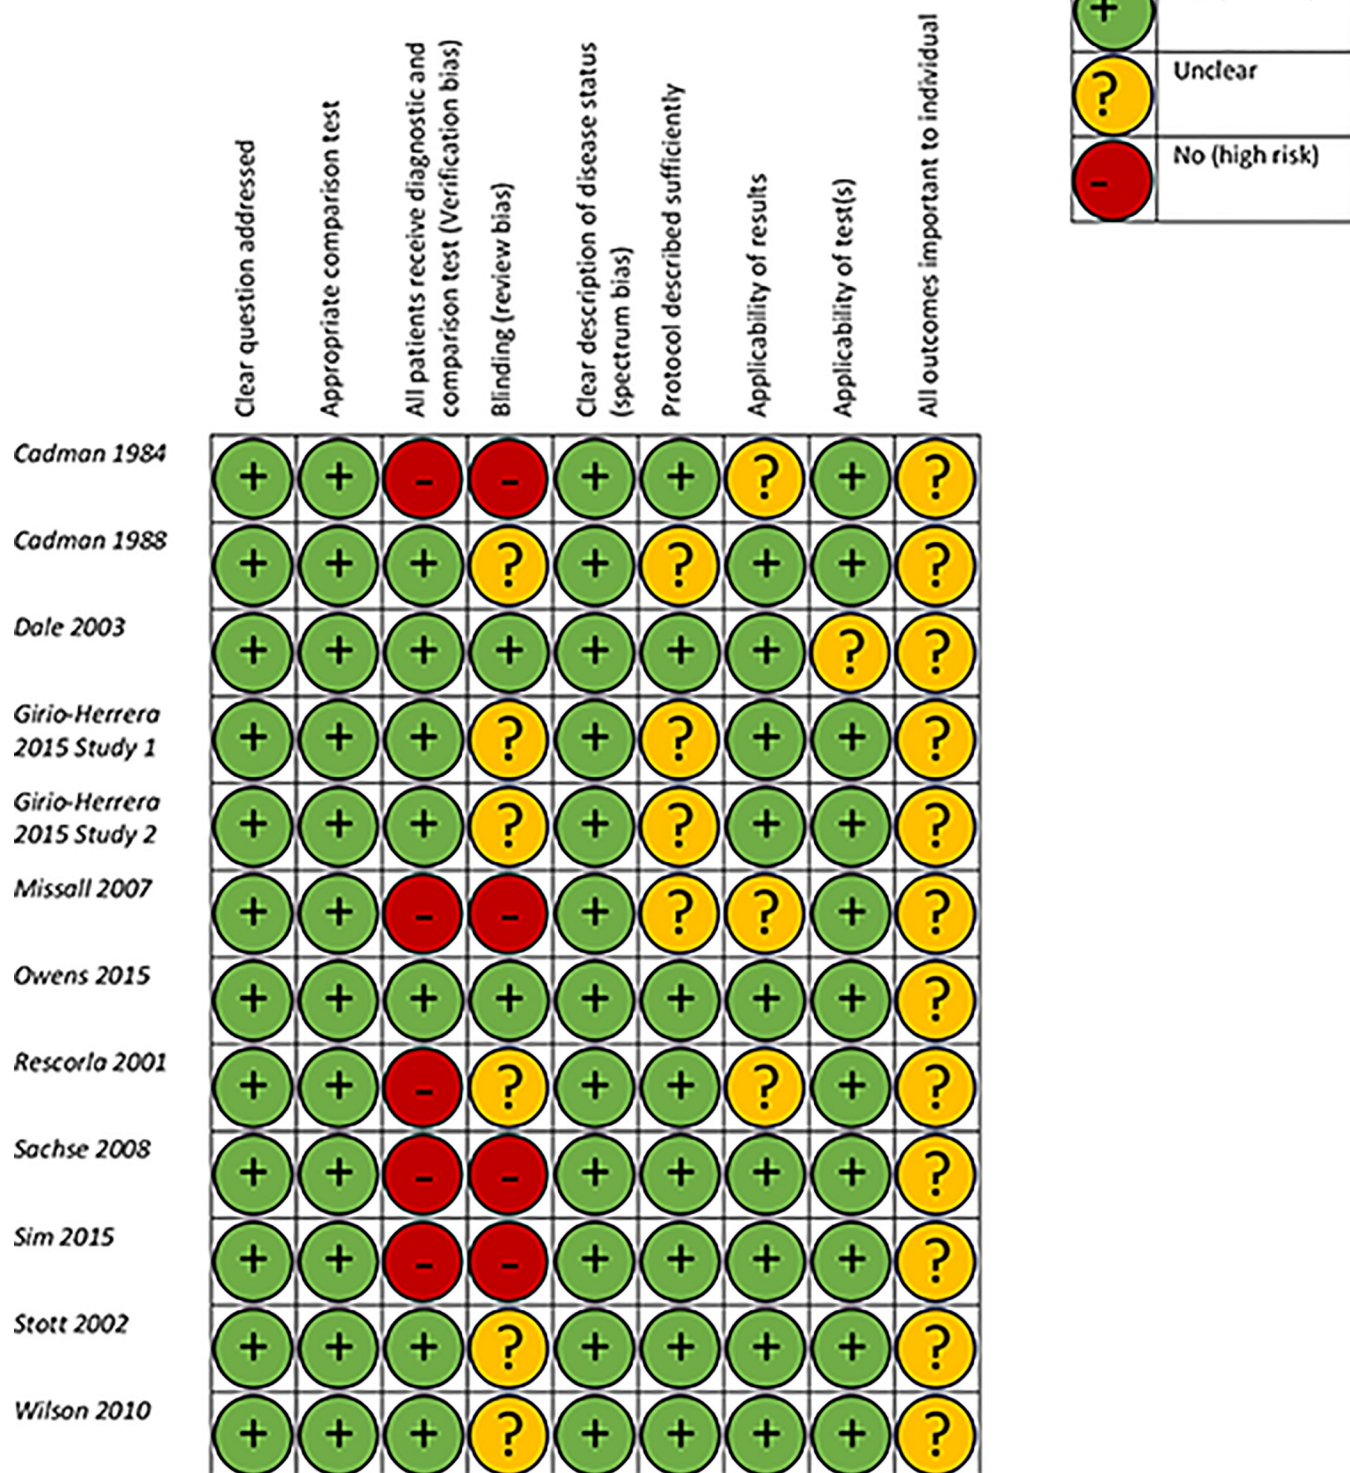 Clear question addressed
Appropriate comparison test
All patients receive diagnostic and
comparison test (Verification bias)
Blinding (review bias)
Clear description of disease status
(spectrum bias)
Protocol described sufficiently
Applicability of results
Applicability of test(s)
All outcomes important to individual
+
? Unclear
- No (high risk)
Cadman 1984
+ + - - + + ? + ?
Cadman 1988
+ + + ? + ? + + ?
Dale 2003
+ + + + + + + ? ?
Girio-Herrera
2015 Study 1
+ + + ? + ? + + ?
Girio-Herrera
2015 Study 2
+ + + ? + ? + + ?
Missall 2007
+ + - - + ? ? + ?
Owens 2015
+ + + + + + + + ?
Rescorla 2001
+ + - ? + + ? + ?
Sachse 2008
+ + - - + + + + ?
Sim 2015
+ + - - + + + + ?
Stott 2002
+ + + ? + + + + ?
Wilson 2010
+ + + ? + + + + ?